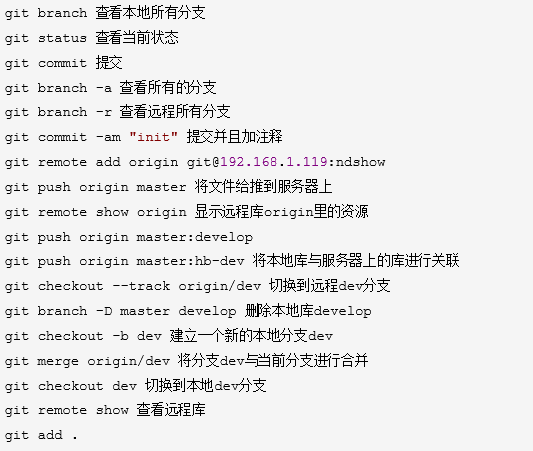 git branch 查看本地所有分支
git status 查看当前状态
git commit 提交
git branch -a 查看所有的分支
git branch -r 查看远程所有分支
git commit -am "init" 提交并且加注释
git remote add origin git@192.168.1.119:ndshow
git push origin master 将文件给推到服务器上
git remote show origin 显示远程库origin里的资源
git push origin master:develop
git push origin master:hb-dev 将本地库与服务器上的库进行关联
git checkout --track origin/dev 切换到远程dev分支
git branch -D master develop 删除本地库develop
git checkout -b dev 建立一个新的本地分支dev
git merge origin/dev 将分支dev与当前分支进行合并
git checkout dev 切换到本地dev分支
git remote show 查看远程库
git add .